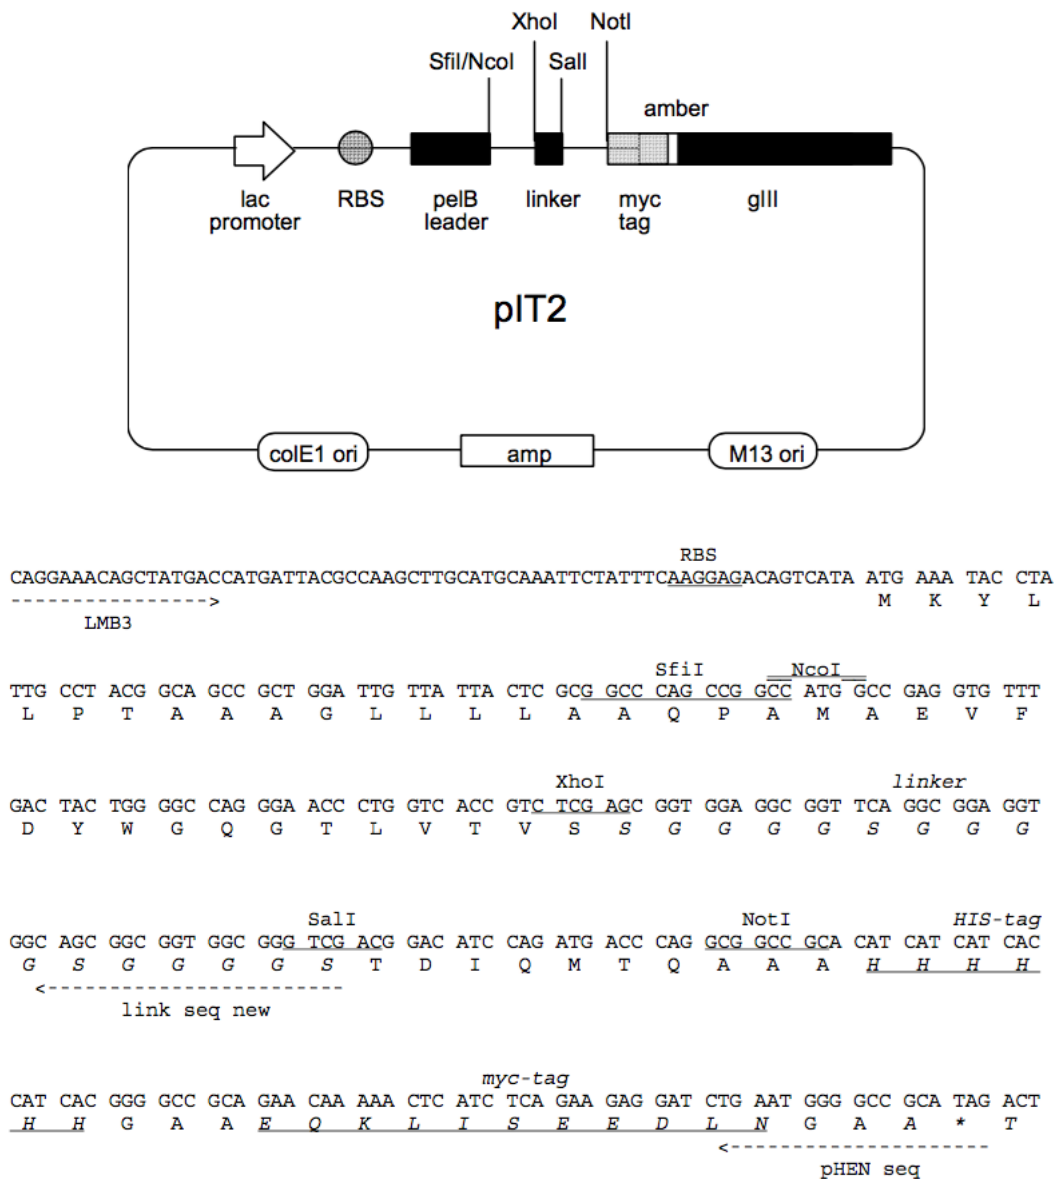 XhoI NotI
SfiI/NcoI SalI
amber
lac promoter RBS pelB leader linker myc tag gIII
pIT2
colE1 ori amp M13 ori
RBS
CAGGAAACAGCTATGACCATGATTACGCCAAGCTTGCATGCAAATTCTATTTCAAGGAGACAGTCATA ATG AAA TAC CTA
----------------> M K Y L
LMB3
SfiI NcoI
TTG CCT ACG GCA GCC GCT GGA TTG TTA TTA CTC GCG GCC CAG CCG GCC ATG GCC GAG GTG TTT
L P T A A A G L L L L A A Q P A M A E V F
XhoI linker
GAC TAC TGG GGC CAG GGA ACC CTG GTC ACC GTC TCG AGC GGT GGA GGC GGT TCA GGC GGA GGT
D Y W G Q G T L V T V S S G G G G S G G G
SalI NotI HIS-tag
GGC AGC GGC GGT GGC GGG TCG ACG GAC ATC CAG ATG ACC CAG GCG GCC GCA CAT CAT CAT CAC
G S G G G G S T D I Q M T Q A A A H H H H
<------------------------
link seq new
myc-tag
CAT CAC GGG GCC GCA GAA CAA AAA CTC ATC TCA GAA GAG GAT CTG AAT GGG GCC GCA TAG ACT
H H G A A E Q K L I S E E D L N G A A * T
<---------------------
pHEN seq